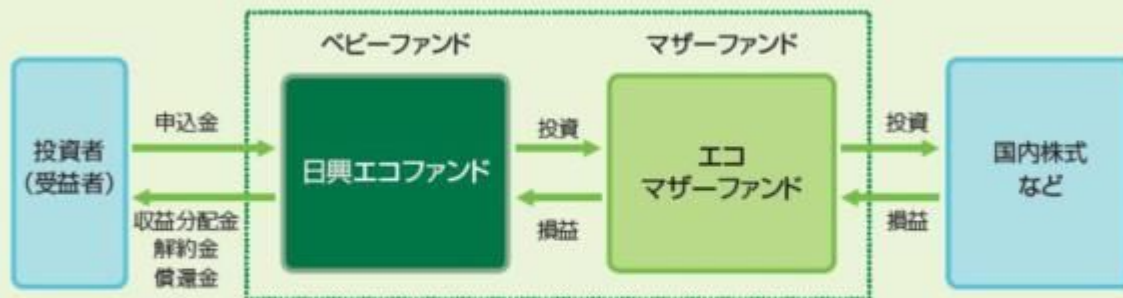 ベビーファンド
マザーファンド
投資者
(受益者)
申込金
収益分配金
解約金
償還金
日興エコファンド
投資
損益
エコ
マザーファンド
投資
損益
国内株式
など